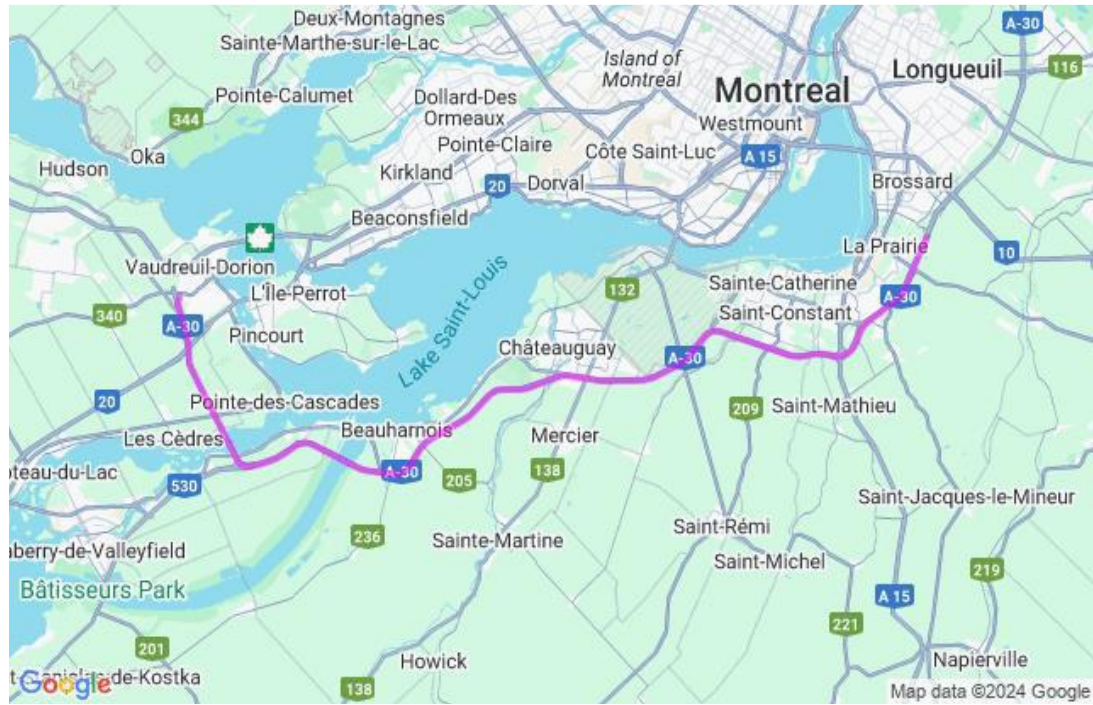 Deux-Montagnes
A-30
Sainte-Marthe-sur-le-Lac
Island of
Montreal
Longueuil
116
Pointe-Calumet
Dollard-Des
Ormeaux
Montreal
344
Westmount
Oka
Pointe-Claire
Côte Saint-Luc
A 15
Hudson
Kirkland
20
Dorval
Brossard
Beaconsfield
La Prairie
10
Vaudreuil-Dorion
L'Île-Perrot
132
Sainte-Catherine
A-30
340
A-30
Saint-Constant
Pincourt
Lake Saint-Louis
Châteauguay
A-30
20
Pointe-des-Cascades
209
Saint-Mathieu
Les Cèdres
Beauharnois
Mercier
oteau-du-Lac
A-30
205
138
530
Saint-Jacques-le-Mineur
236
Sainte-Martine
Saint-Rémi
aberry-de-Valleyfield
Saint-Michel
219
Bâtisseurs Park
A 15
221
201
Howick
Napierville
de-Kostka
138
Google
Map data ©2024 Google